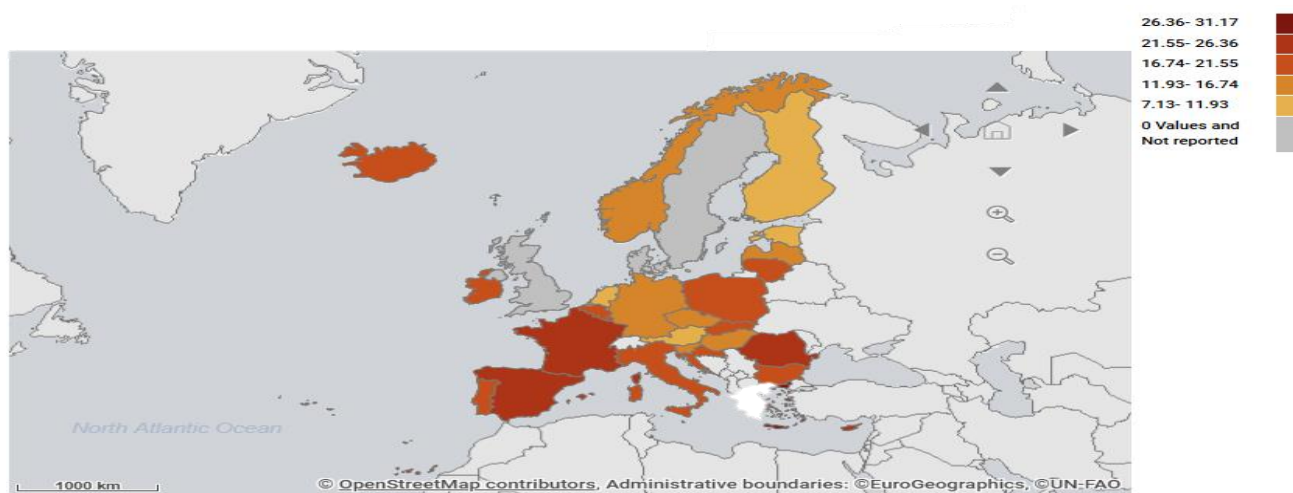 26.36- 31.17
21.55- 26.36
16.74- 21.55
11.93- 16.74
7.13- 11.93
0 Values and
Not reported
North Atlantic Ocean
1000 km
© OpenStreetMap contributors, Administrative boundaries: ©EuroGeographics, ©UN-FAO